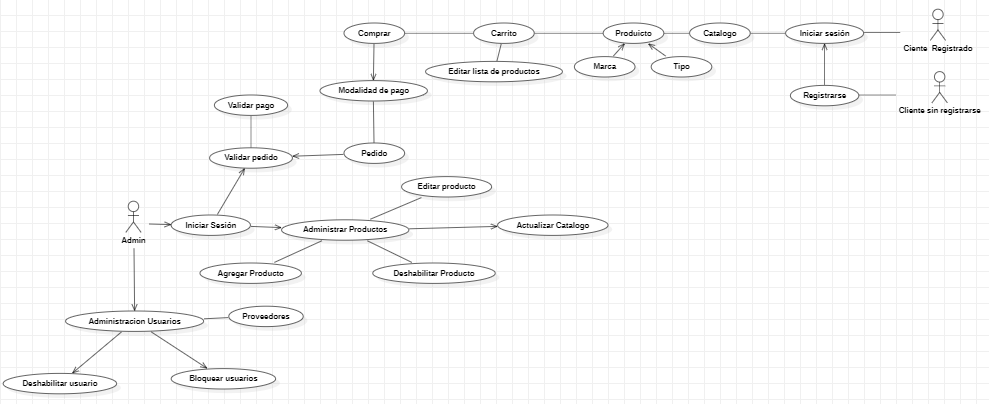 Comprar
Carrito
Produicto
Catalogo
Iniciar sesión
Ciente Registrado
Editar lista de productos
Marca
Tipo
Modalidad de pago
Registrarse
Cliente sin registrarse
Validar pago
Validar pedido
Pedido
Editar producto
Admin
Iniciar Sesión
Administrar Productos
Actualizar Catalogo
Agregar Producto
Deshabilitar Producto
Administracion Usuarios
Proveedores
Deshabilitar usuario
Bloquear usuarios